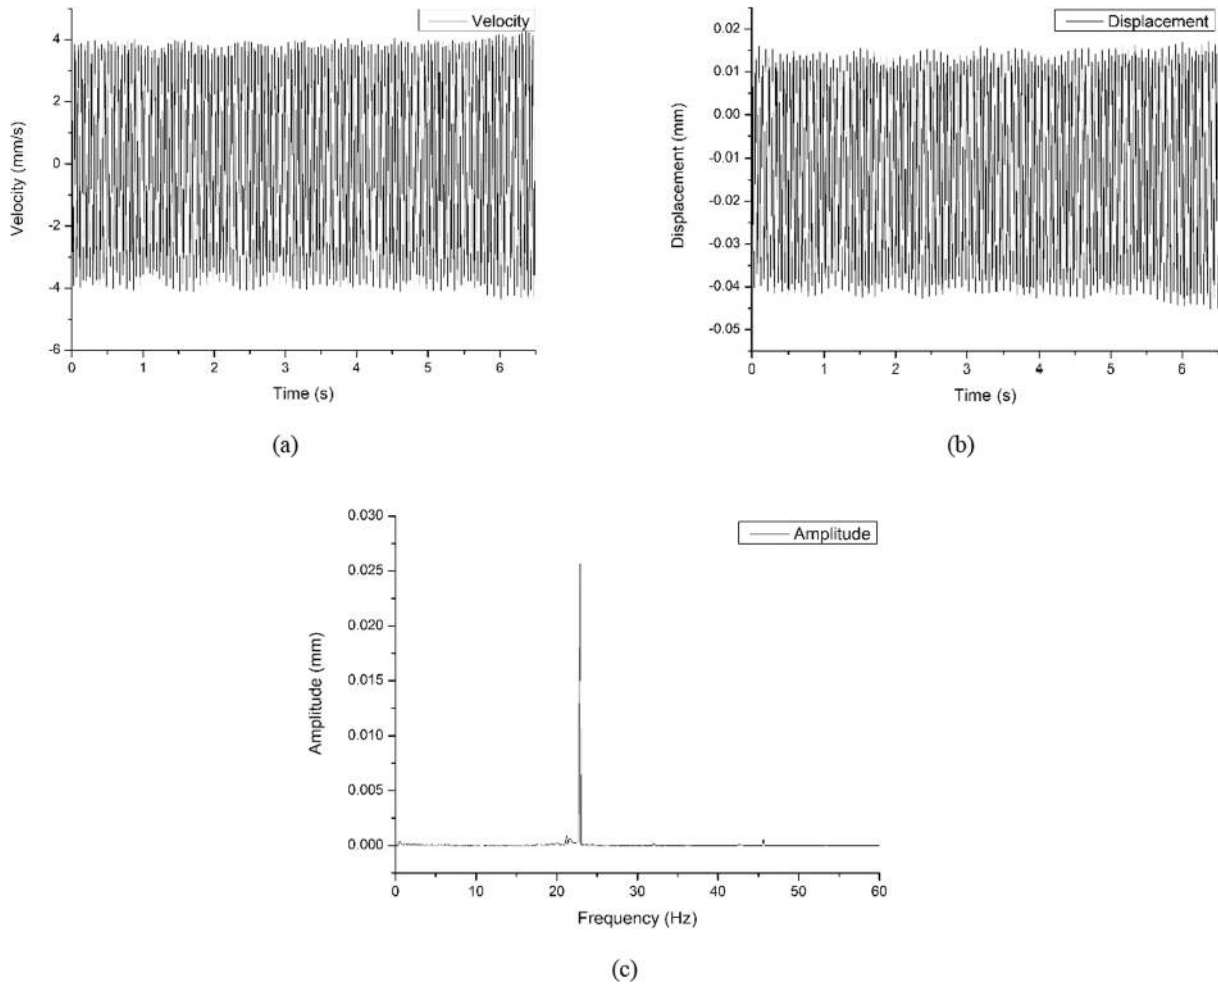 Velocity
4
2
0
-2
-4
-6
Velocity (mm/s)
0 1 2 3 4 5 6
Time (s)
(a)
Displacement
0.02
0.01
0.00
-0.01
-0.02
-0.03
-0.04
-0.05
Displacement (mm)
0 1 2 3 4 5 6
Time (s)
(b)
Amplitude
0.030
0.025
0.020
0.015
0.010
0.005
0.000
Amplitude (mm)
0 10 20 30 40 50 60
Frequency (Hz)
(c)